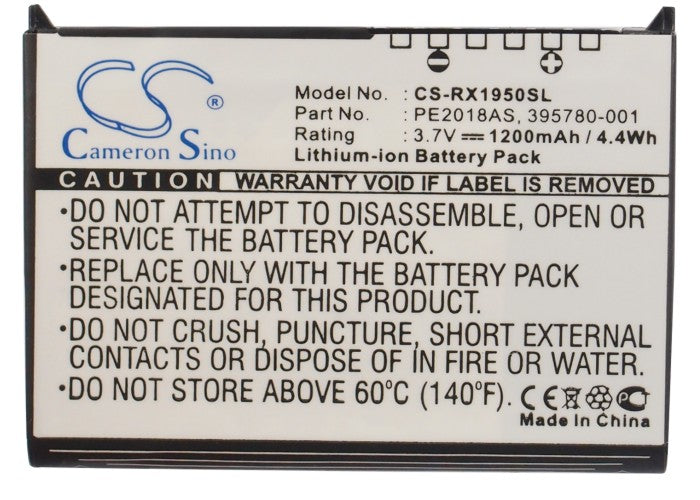 CS®
Cameron Sino
Model No. : CS-RX1950SL
Part No. : PE2018AS, 395780-001
Rating : 3.7V ⎓ 1200mAh / 4.4Wh
Lithium-ion Battery Pack
CAUTION WARRANTY VOID IF LABEL IS REMOVED
•DO NOT ATTEMPT TO DISASSEMBLE, OPEN OR
SERVICE THE BATTERY PACK.
•REPLACE ONLY WITH THE BATTERY PACK
DESIGNATED FOR THIS PRODUCT.
•DO NOT CRUSH, PUNCTURE, SHORT EXTERNAL
CONTACTS OR DISPOSE OF IN FIRE OR WATER.
•DO NOT STORE ABOVE 60°C (140°F).
CE
Made In China